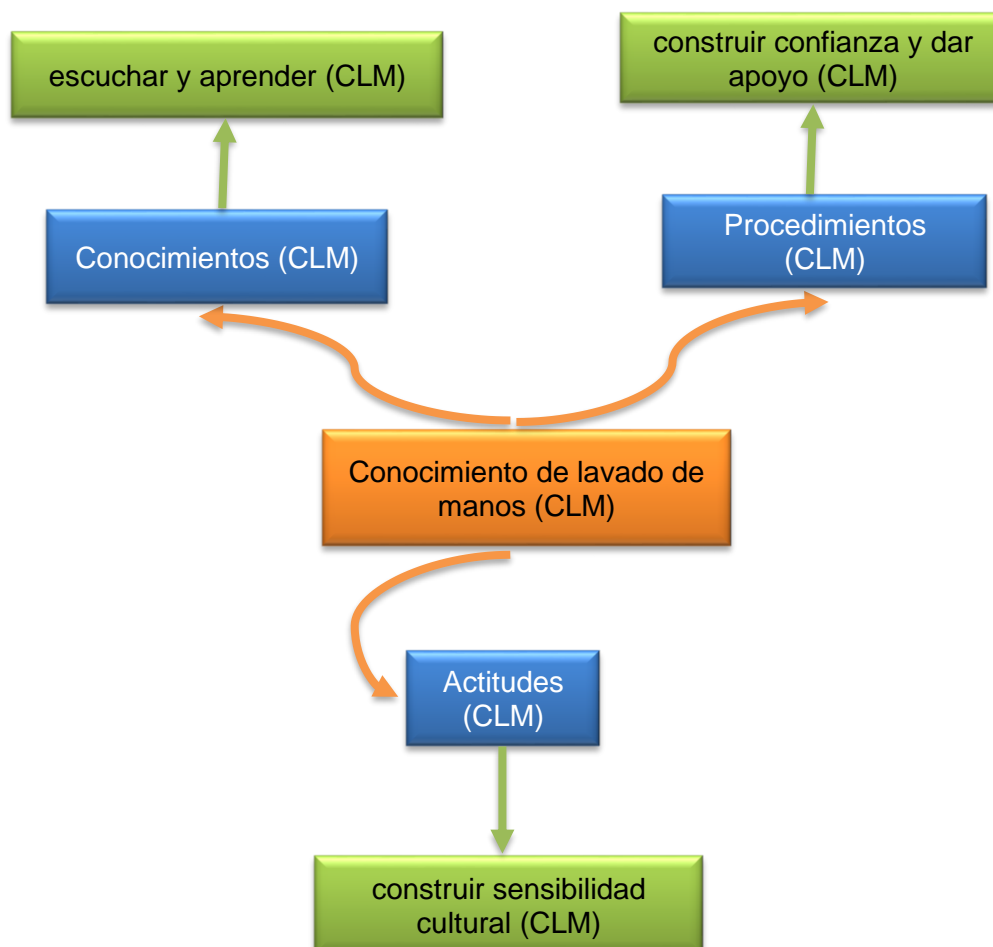 escuchar y aprender (CLM)
construir confianza y dar
apoyo (CLM)
Conocimientos (CLM)
Procedimientos
(CLM)
Conocimiento de lavado de
manos (CLM)
Actitudes
(CLM)
construir sensibilidad
cultural (CLM)